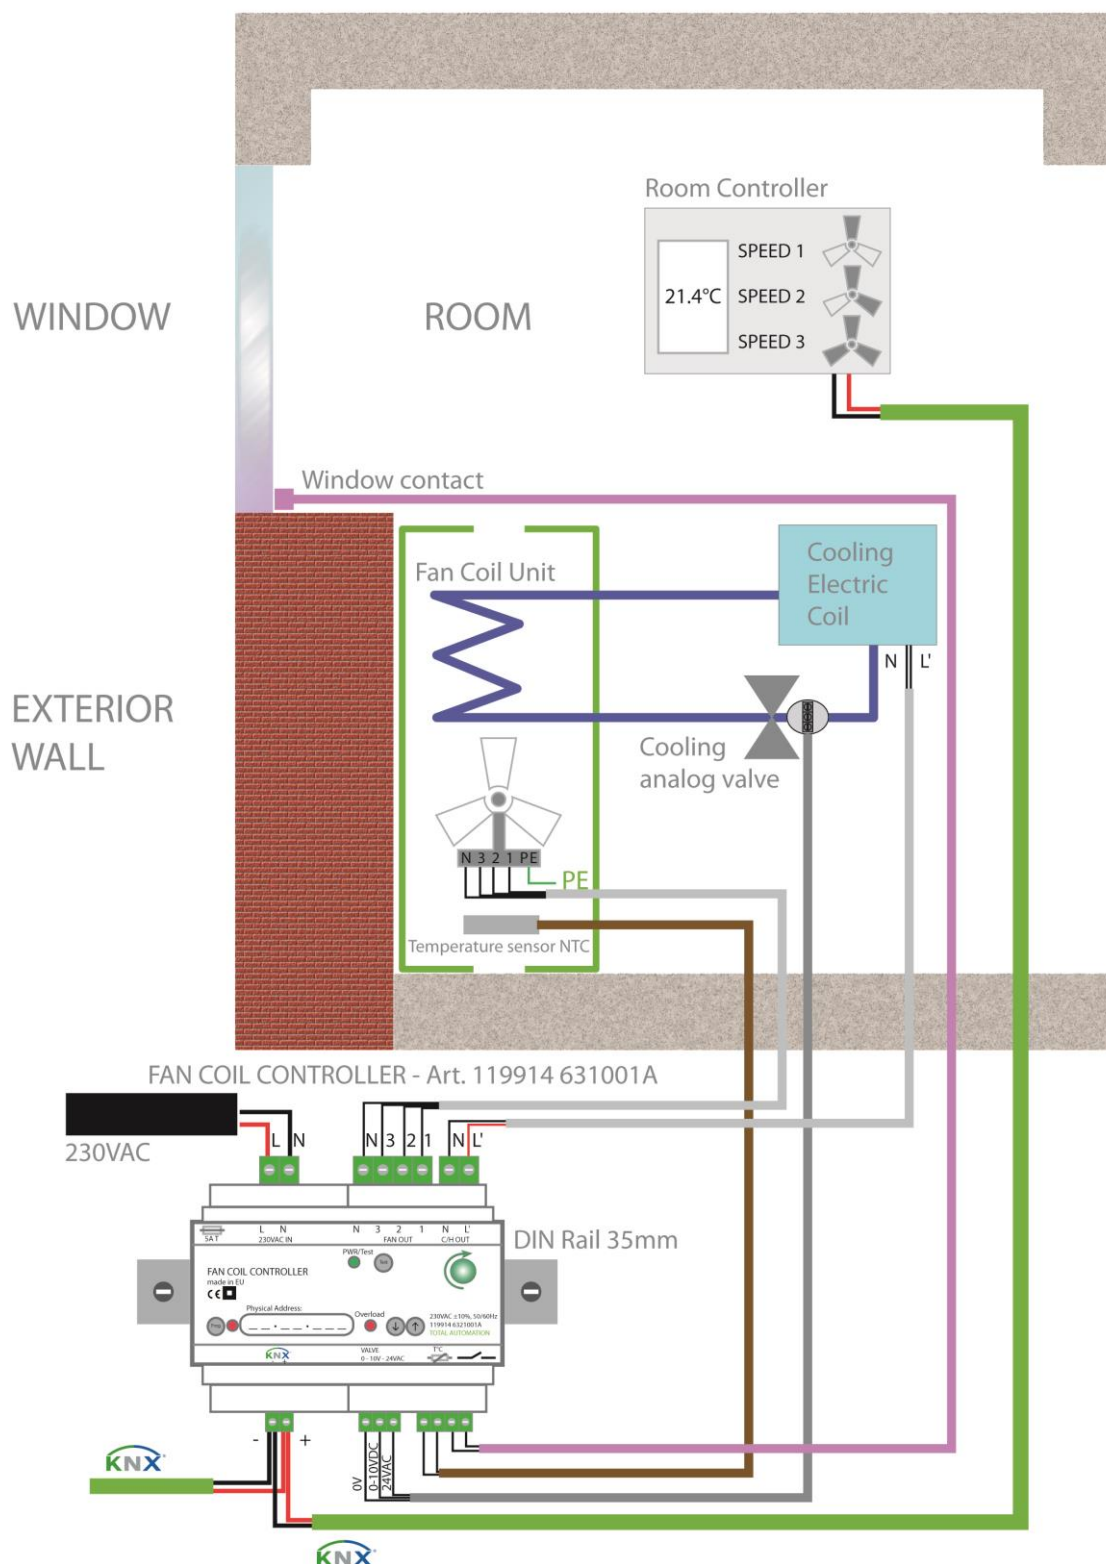 Room Controller
SPEED 1
21.4°C
SPEED 2
SPEED 3
WINDOW
ROOM
Window contact
Fan Coil Unit
Cooling
Electric
Coil
N
L'
EXTERIOR
WALL
Cooling
analog valve
N 3 2 1 PE
PE
Temperature sensor NTC
FAN COIL CONTROLLER - Art. 119914 631001A
230VAC
L N
N 3 2 1
N L'
DIN Rail 35mm
5A T
L N
230VAC IN
N 3 2 1
FAN OUT
N L'
C/H OUT
PWR/Test
FAN COIL CONTROLLER
made in EU
CE
Physical Address:
Overload
Prog
230VAC ±10%, 50/60Hz
119914 6321001A
TOTAL AUTOMATION
KNX
- +
VALVE
0 - 10V - 24VAC
T°C
- +
0V
0-10VDC
24VAC
KNX
KNX